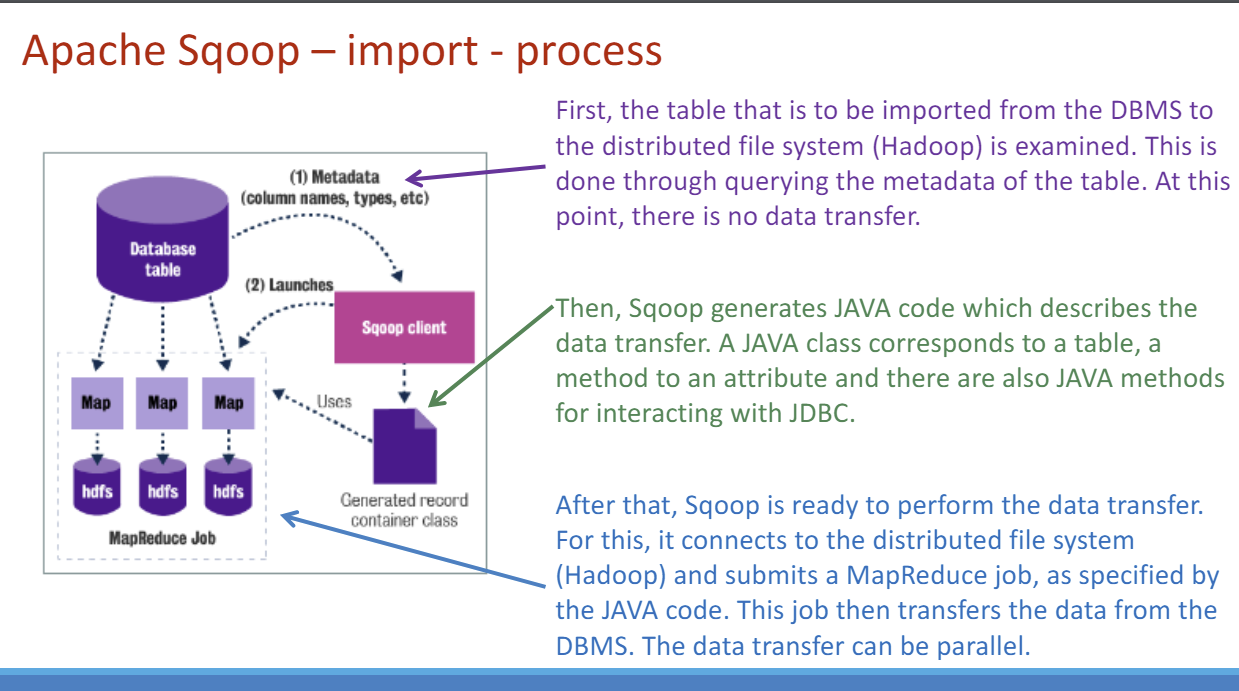 Apache Sqoop – import - process
First, the table that is to be imported from the DBMS to
the distributed file system (Hadoop) is examined. This is
done through querying the metadata of the table. At this
point, there is no data transfer.
Then, Sqoop generates JAVA code which describes the
data transfer. A JAVA class corresponds to a table, a
method to an attribute and there are also JAVA methods
for interacting with JDBC.
After that, Sqoop is ready to perform the data transfer.
For this, it connects to the distributed file system
(Hadoop) and submits a MapReduce job, as specified by
the JAVA code. This job then transfers the data from the
DBMS. The data transfer can be parallel.
(1) Metadata
(column names, types, etc)
Database
table
(2) Launches
Sqoop client
Map
Map
Map
Uses
hdfs
hdfs
hdfs
Generated record
container class
MapReduce Job